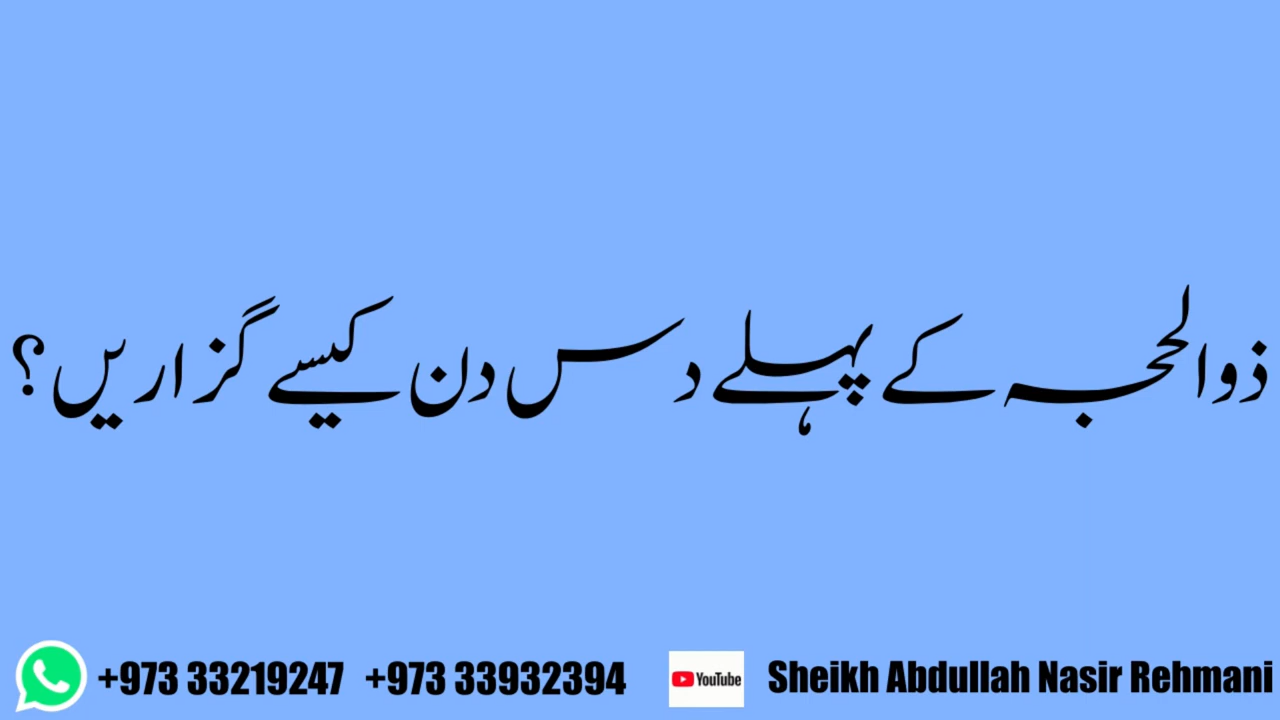 ذوالحجہ کے پہلے دس دن کیسے گزاریں؟
+973 33219247 +973 33932394 YouTube Sheikh Abdullah Nasir Rehmani